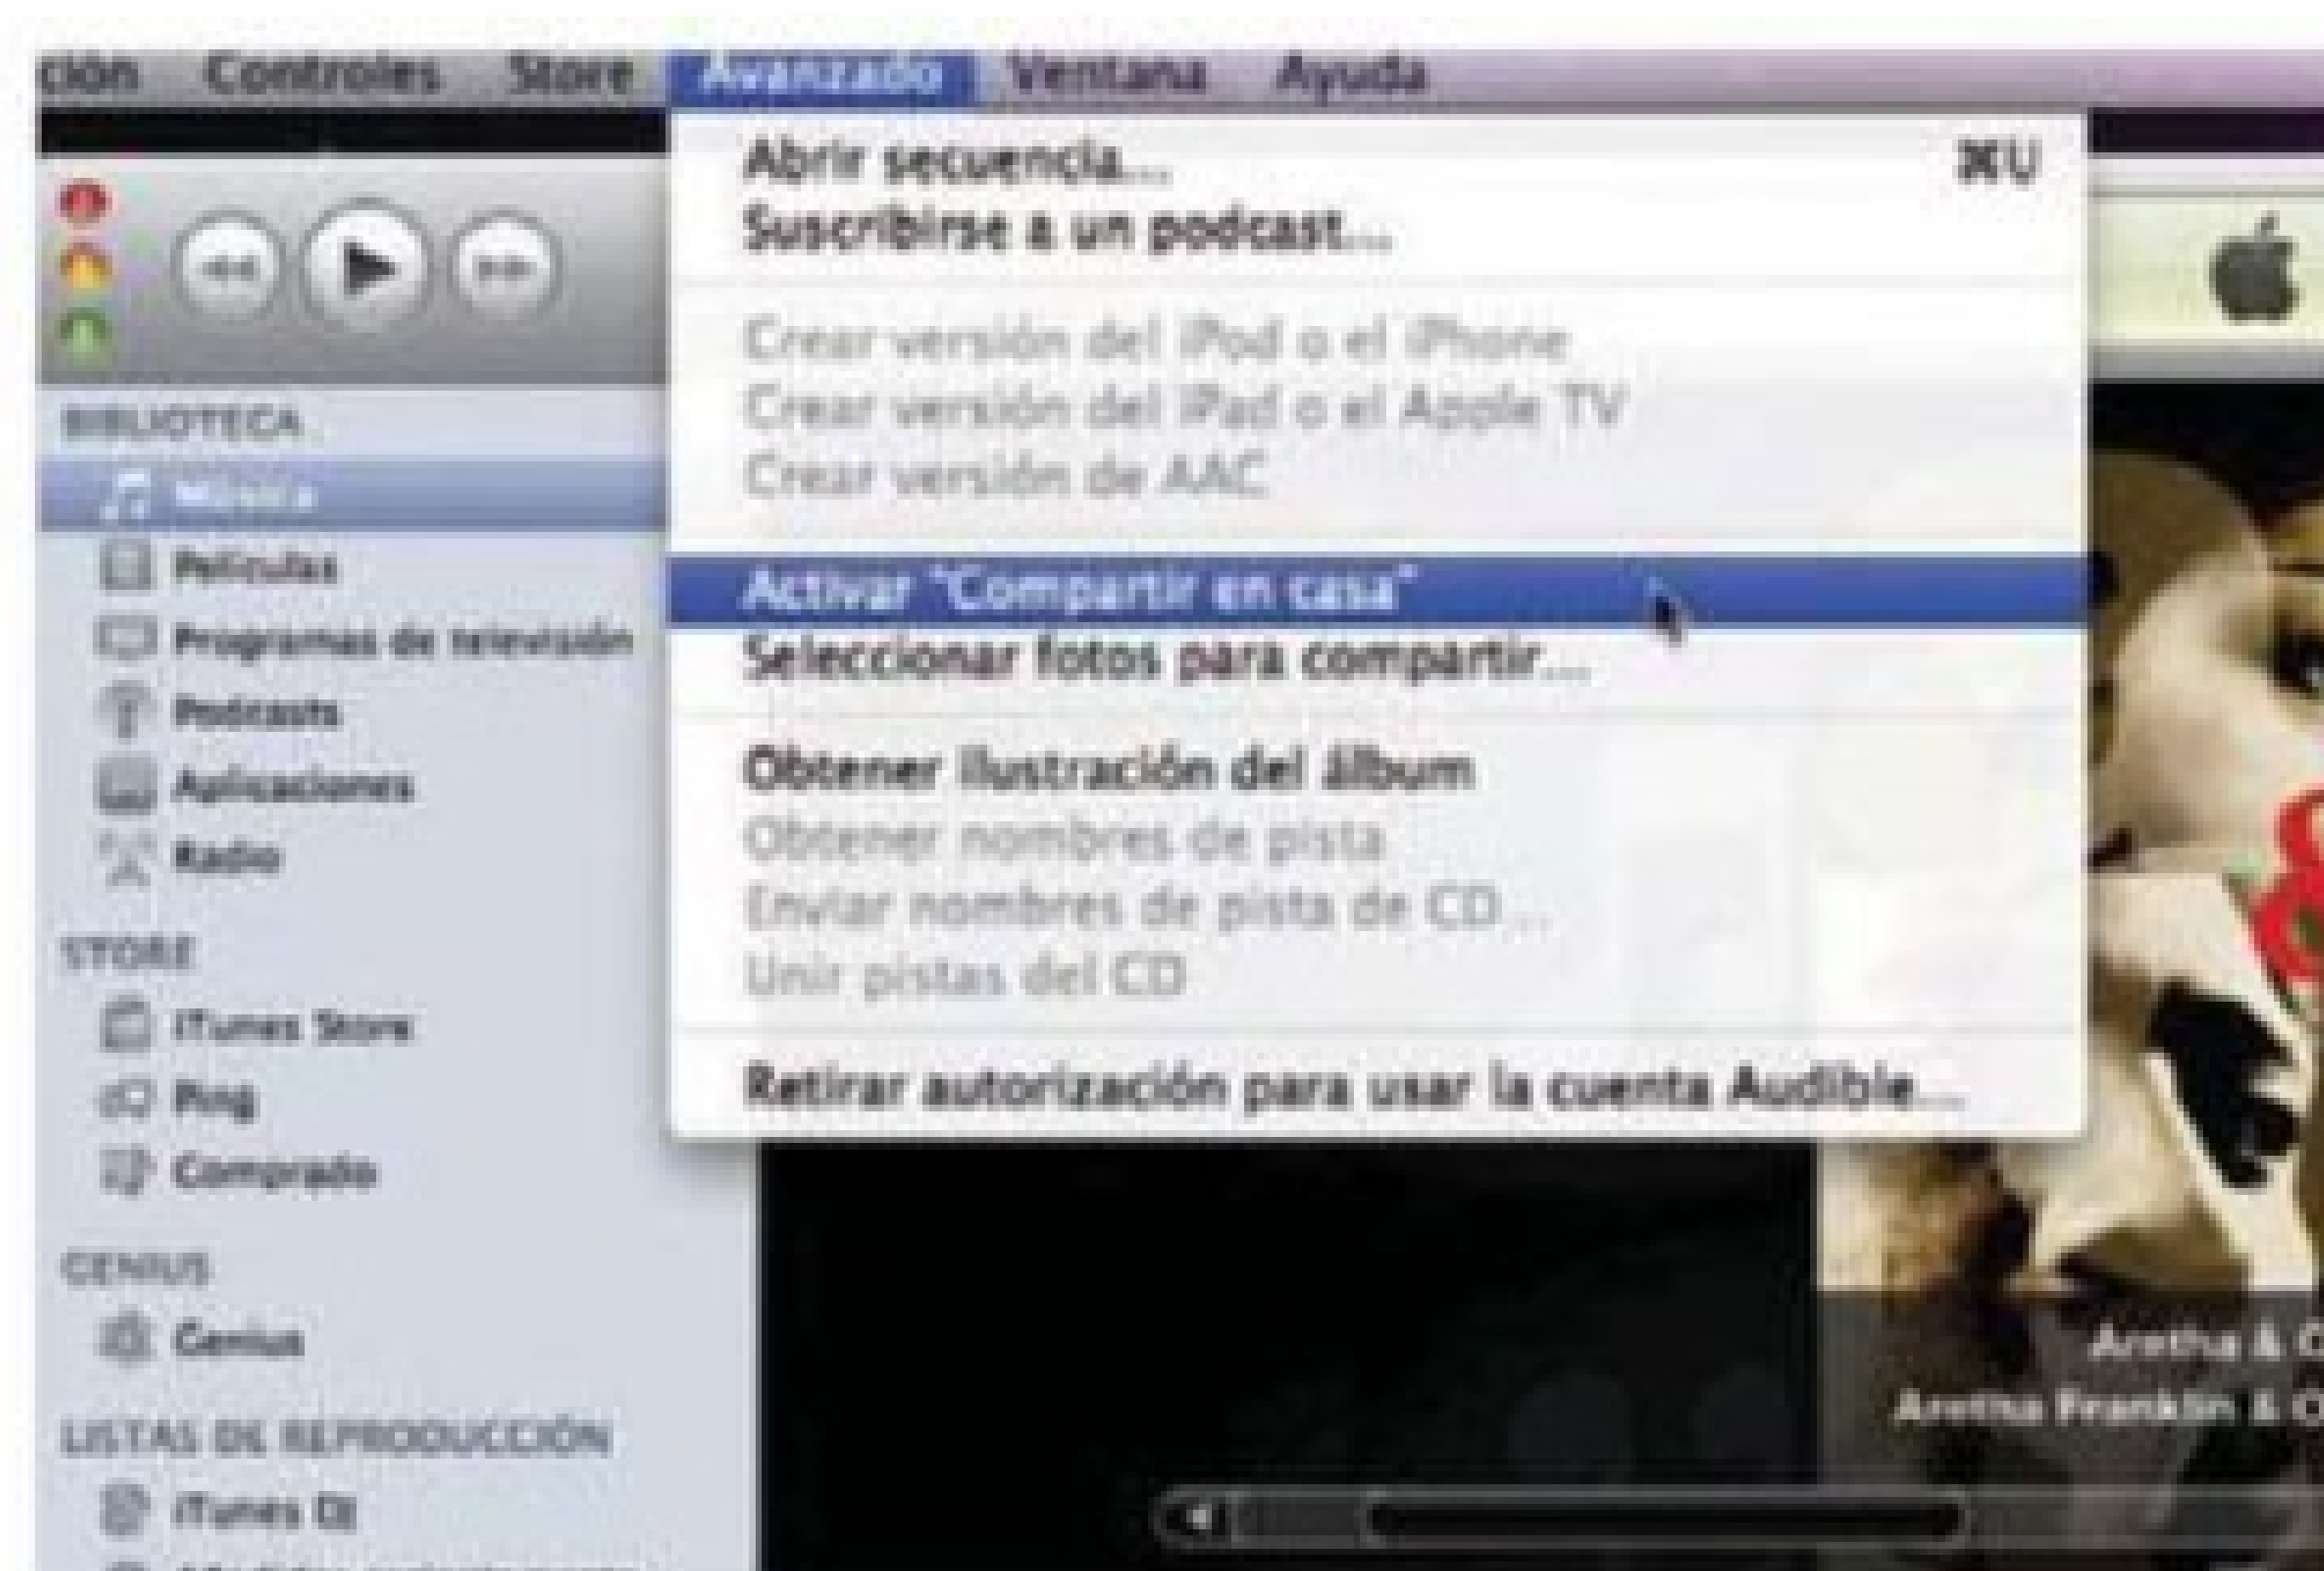 ción Controles Store Avanzado Ventana Ayuda
Abrir secuencia... ⌘U
Suscribirse a un podcast...
Crear versión del iPod o el iPhone
Crear versión del iPad o el Apple TV
Crear versión de AAC
Activar "Compartir en casa"
Seleccionar fotos para compartir...
Obtener ilustración del álbum
Obtener nombres de pista
Enviar nombres de pista de CD...
Unir pistas del CD
Retirar autorización para usar la cuenta Audible...
BIBLIOTECA
Música
Películas
Programas de televisión
Podcasts
Aplicaciones
Radio
STORE
iTunes Store
Ping
Comprado
GENIUS
Genius
LISTAS DE REPRODUCCIÓN
iTunes DJ
Aretha &
Aretha Franklin &